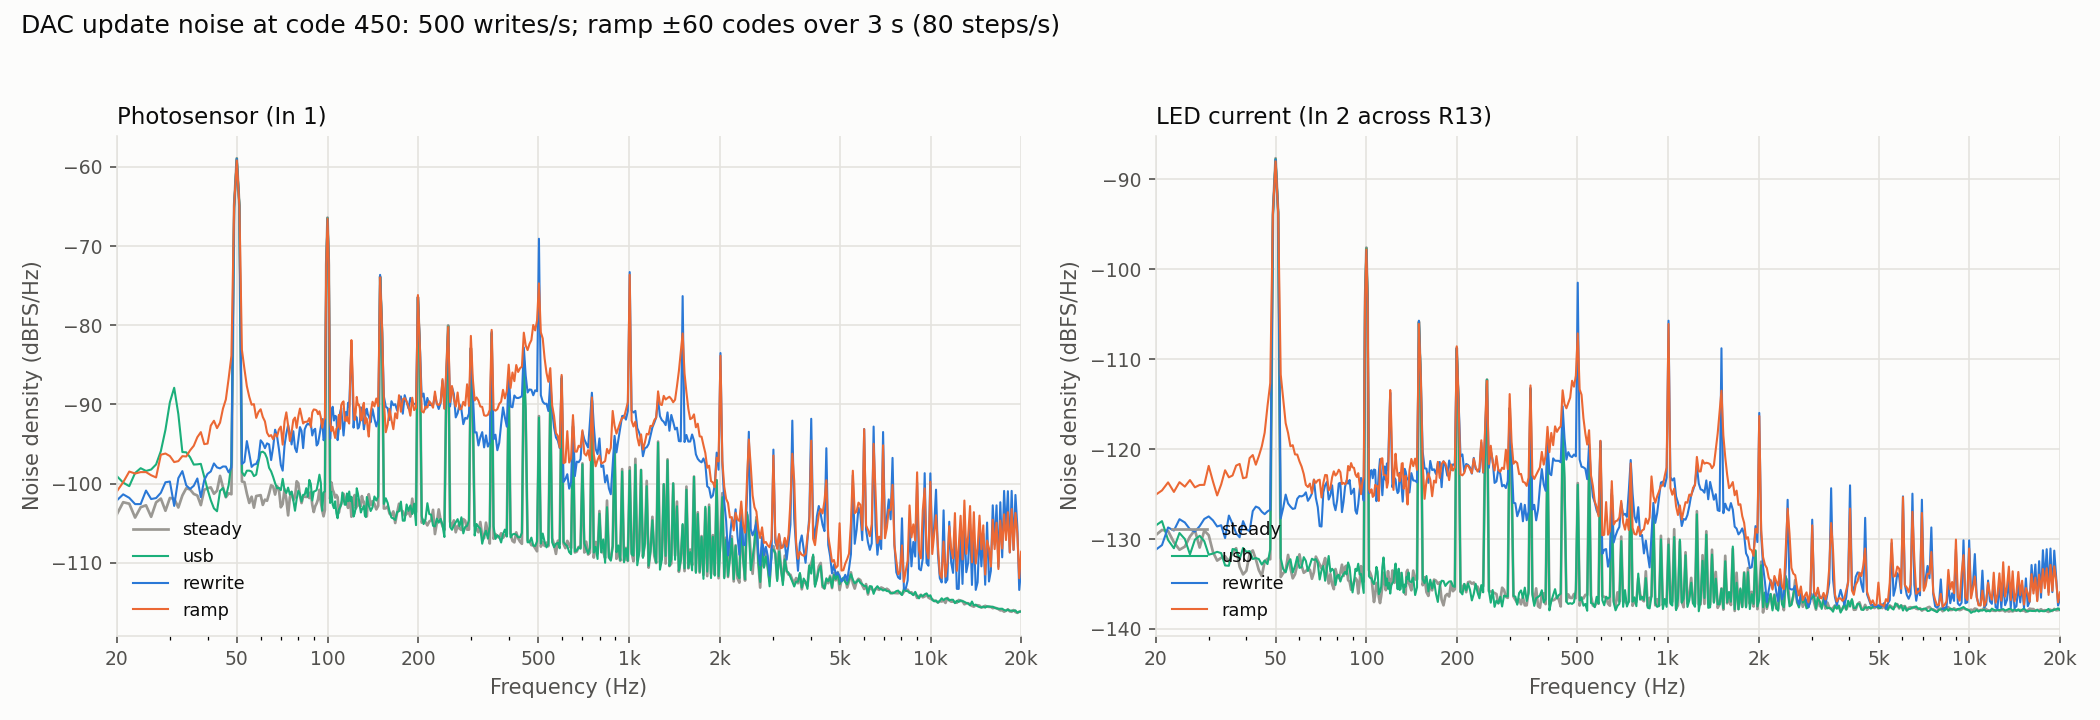 DAC update noise at code 450: 500 writes/s; ramp ±60 codes over 3 s (80 steps/s)
Photosensor (In 1)
Noise density (dBFS/Hz)
−60
−70
−80
−90
−100
−110
steady
usb
rewrite
ramp
20
50
100
200
500
1k
2k
5k
10k
20k
Frequency (Hz)
LED current (In 2 across R13)
Noise density (dBFS/Hz)
−90
−100
−110
−120
−130
−140
steady
usb
rewrite
ramp
20
50
100
200
500
1k
2k
5k
10k
20k
Frequency (Hz)